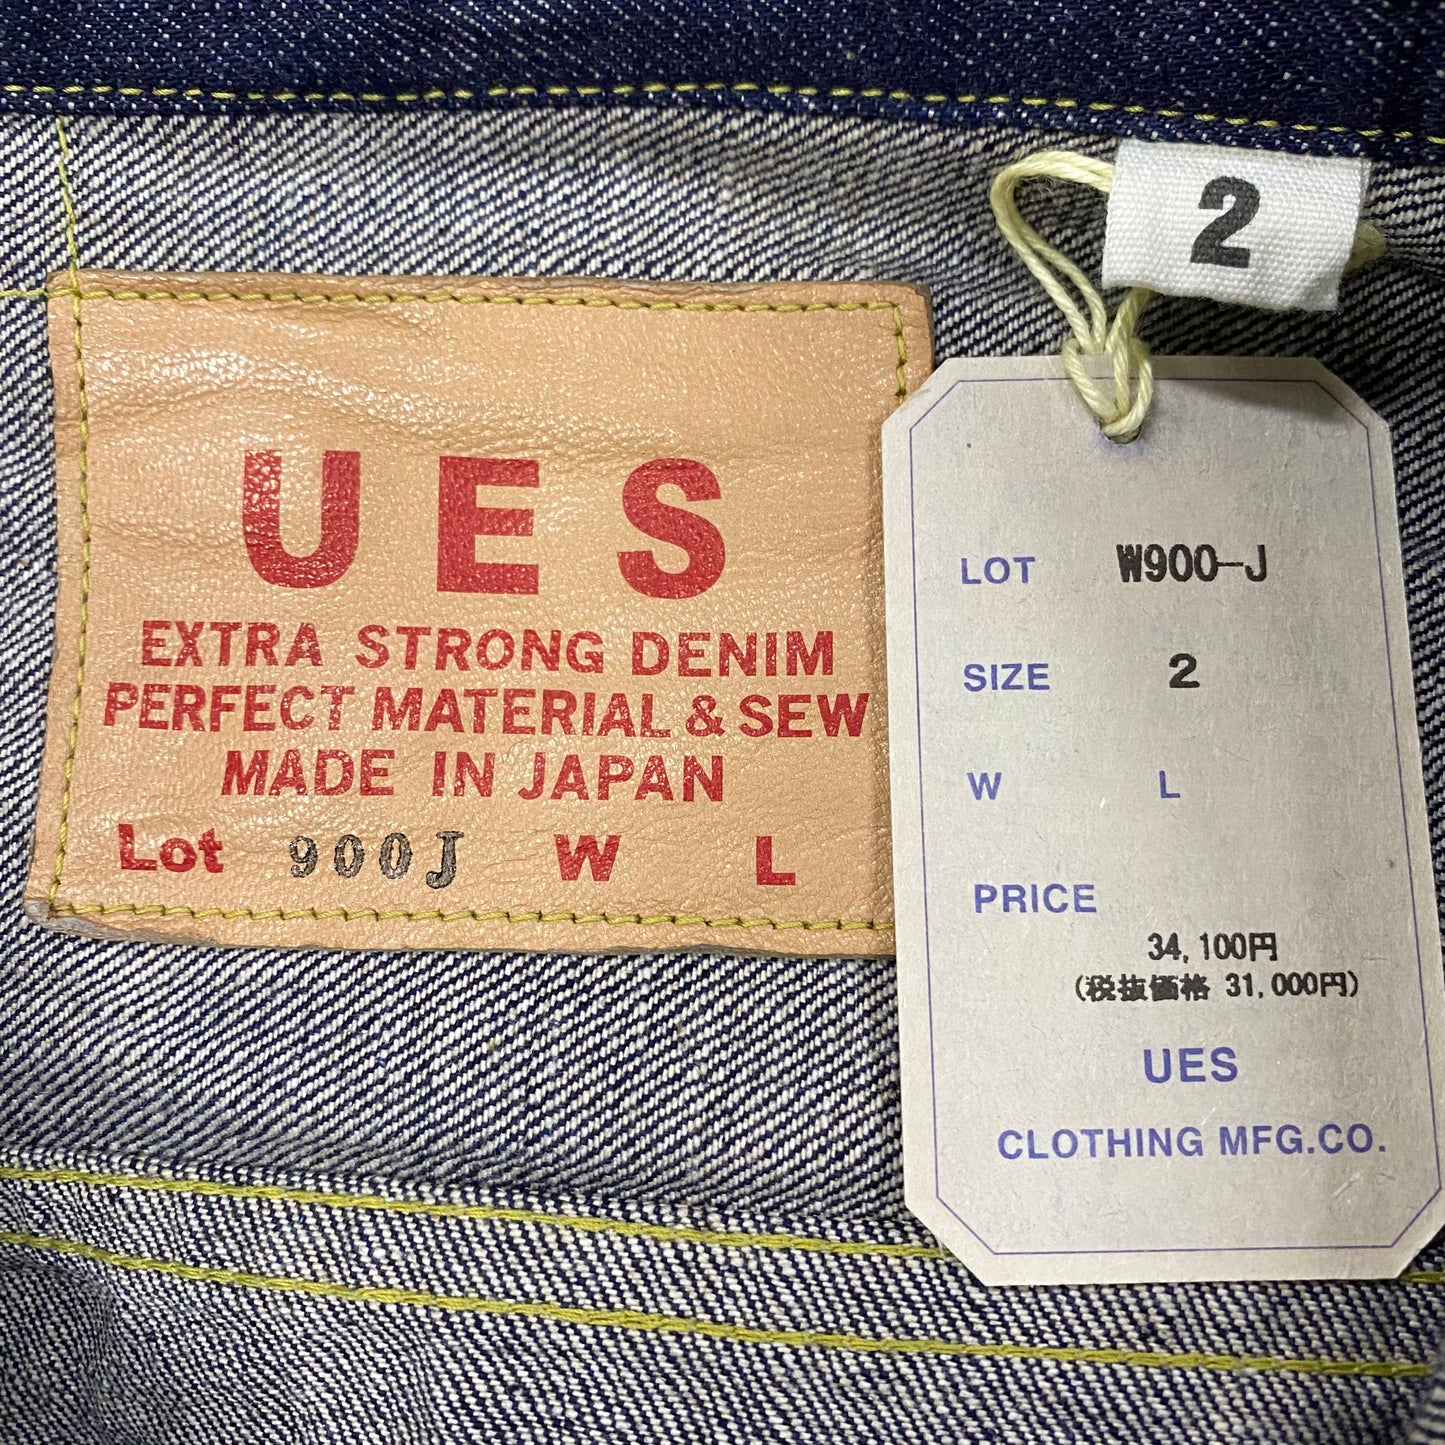 UES
EXTRA STRONG DENIM
PERFECT MATERIAL & SEW
MADE IN JAPAN
Lot 900J W L
2
LOT W900-J
SIZE 2
W L
PRICE
34,100円
(税抜価格 31,000円)
UES
CLOTHING MFG.CO.